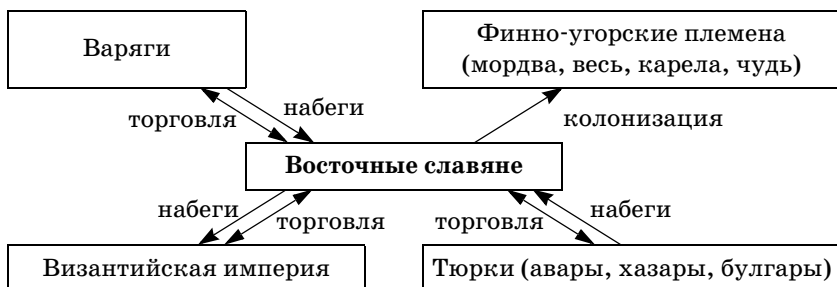 Варяги
Финно-угорские племена
(мордва, весь, карела, чудь)
набеги
торговля
колонизация
Восточные славяне
набеги
торговля
торговля
набеги
Византийская империя
Тюрки (авары, хазары, булгары)